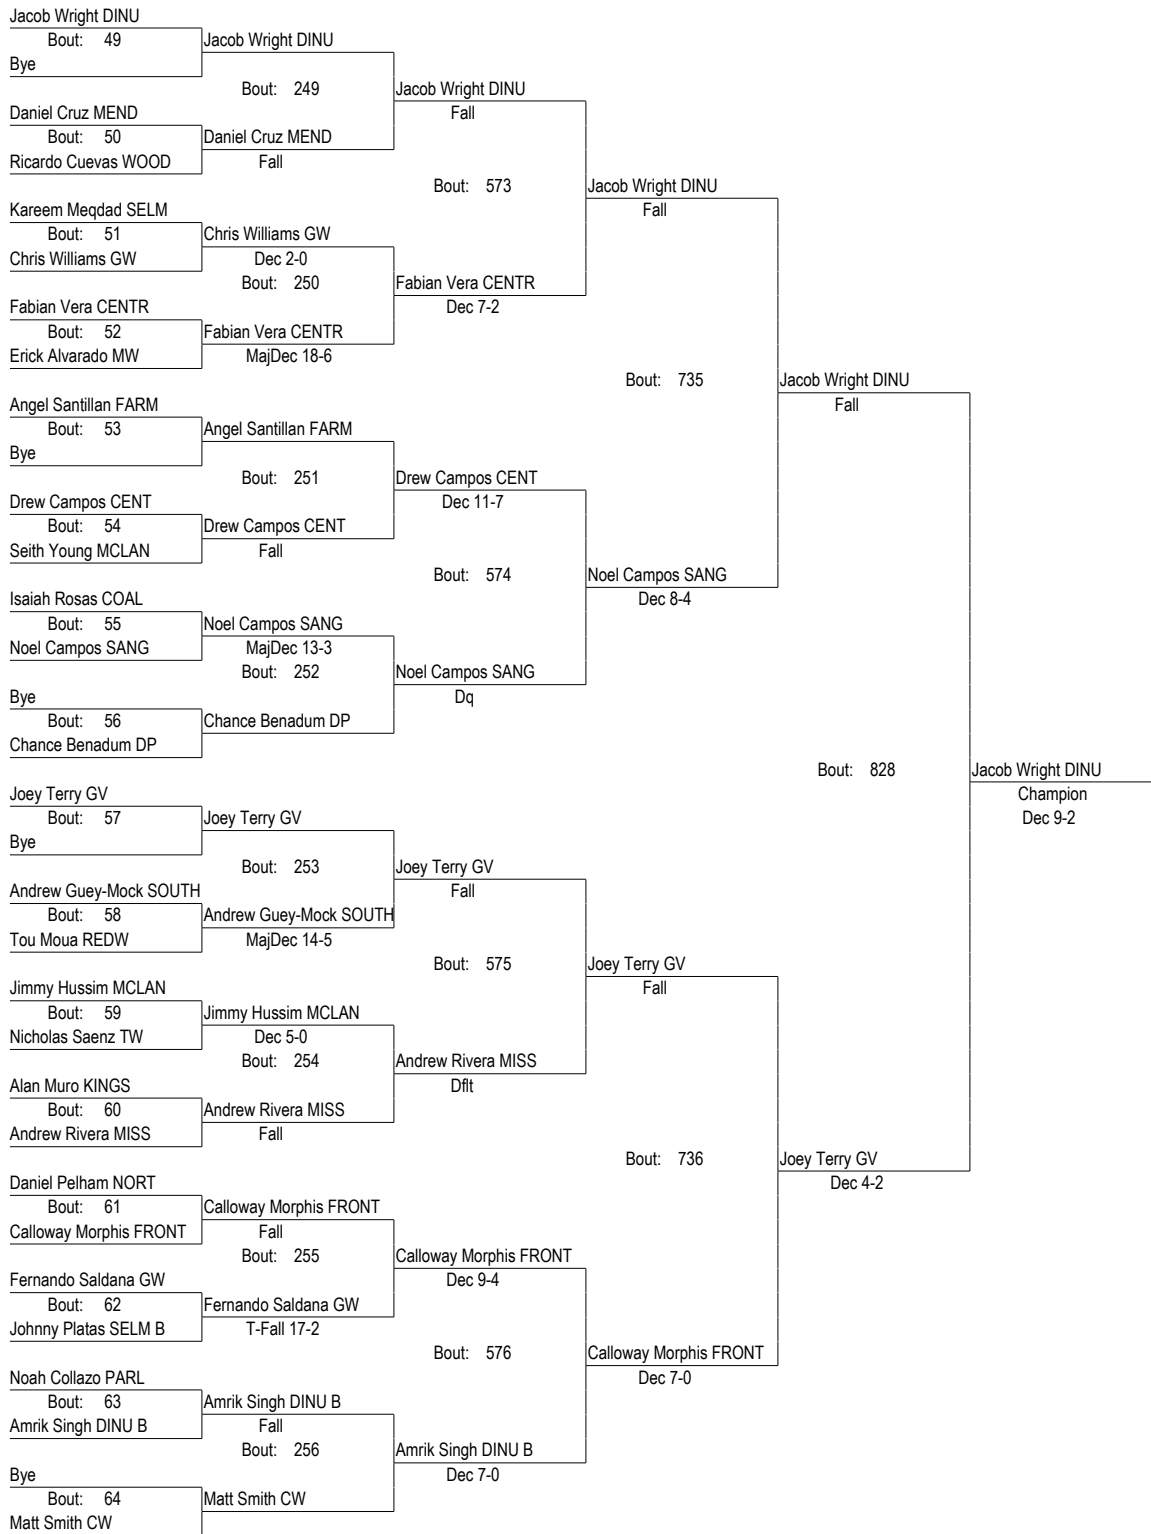 Jacob Wright DINU
Bout: 49 Jacob Wright DINU
Bye
Bout: 249 Jacob Wright DINU
Daniel Cruz MEND Fall
Bout: 50 Daniel Cruz MEND
Ricardo Cuevas WOOD Fall
Bout: 573 Jacob Wright DINU
Kareem Meqdad SELM Fall
Bout: 51 Chris Williams GW
Chris Williams GW Dec 2-0
Bout: 250 Fabian Vera CENTR
Fabian Vera CENTR Dec 7-2
Bout: 52 Fabian Vera CENTR
Erick Alvarado MW MajDec 18-6
Bout: 735 Jacob Wright DINU
Angel Santillan FARM Fall
Bout: 53 Angel Santillan FARM
Bye
Bout: 251 Drew Campos CENT
Drew Campos CENT Dec 11-7
Bout: 54 Drew Campos CENT
Seith Young MCLAN Fall
Bout: 574 Noel Campos SANG
Isaiah Rosas COAL Dec 8-4
Bout: 55 Noel Campos SANG
Noel Campos SANG MajDec 13-3
Bout: 252 Noel Campos SANG
Bye Dq
Bout: 56 Chance Benadum DP
Chance Benadum DP
Bout: 828 Jacob Wright DINU
Joey Terry GV Champion
Bout: 57 Joey Terry GV Dec 9-2
Bye
Bout: 253 Joey Terry GV
Andrew Guey-Mock SOUTH Fall
Bout: 58 Andrew Guey-Mock SOUTH
Tou Moua REDW MajDec 14-5
Bout: 575 Joey Terry GV
Jimmy Hussim MCLAN Fall
Bout: 59 Jimmy Hussim MCLAN
Nicholas Saenz TW Dec 5-0
Bout: 254 Andrew Rivera MISS
Alan Muro KINGS Dflt
Bout: 60 Andrew Rivera MISS
Andrew Rivera MISS Fall
Bout: 736 Joey Terry GV
Daniel Pelham NORT Dec 4-2
Bout: 61 Calloway Morphis FRONT
Calloway Morphis FRONT Fall
Bout: 255 Calloway Morphis FRONT
Fernando Saldana GW Dec 9-4
Bout: 62 Fernando Saldana GW
Johnny Platas SELM B T-Fall 17-2
Bout: 576 Calloway Morphis FRONT
Noah Collazo PARL Dec 7-0
Bout: 63 Amrik Singh DINU B
Amrik Singh DINU B Fall
Bout: 256 Amrik Singh DINU B
Bye Dec 7-0
Bout: 64 Matt Smith CW
Matt Smith CW